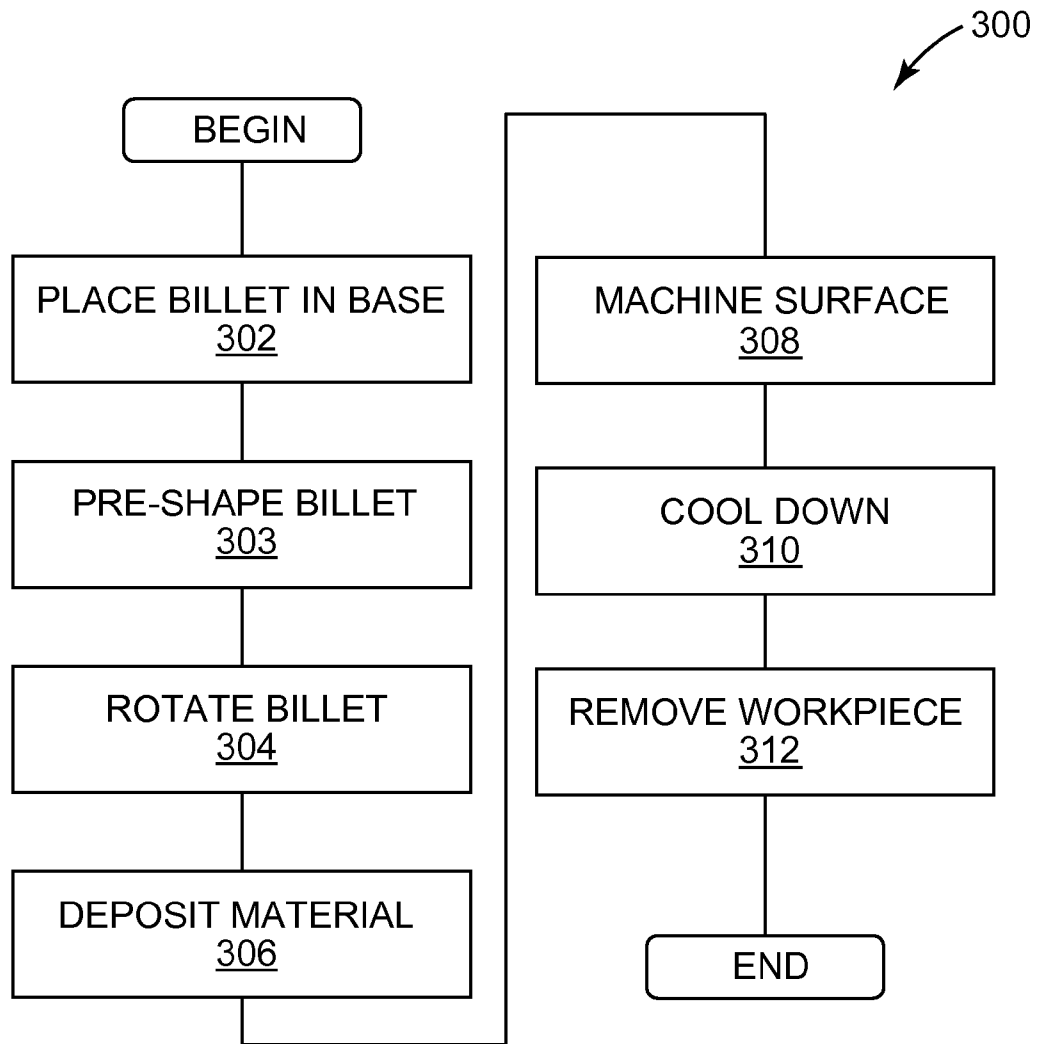 300
BEGIN
PLACE BILLET IN BASE
302
PRE-SHAPE BILLET
303
ROTATE BILLET
304
DEPOSIT MATERIAL
306
MACHINE SURFACE
308
COOL DOWN
310
REMOVE WORKPIECE
312
END